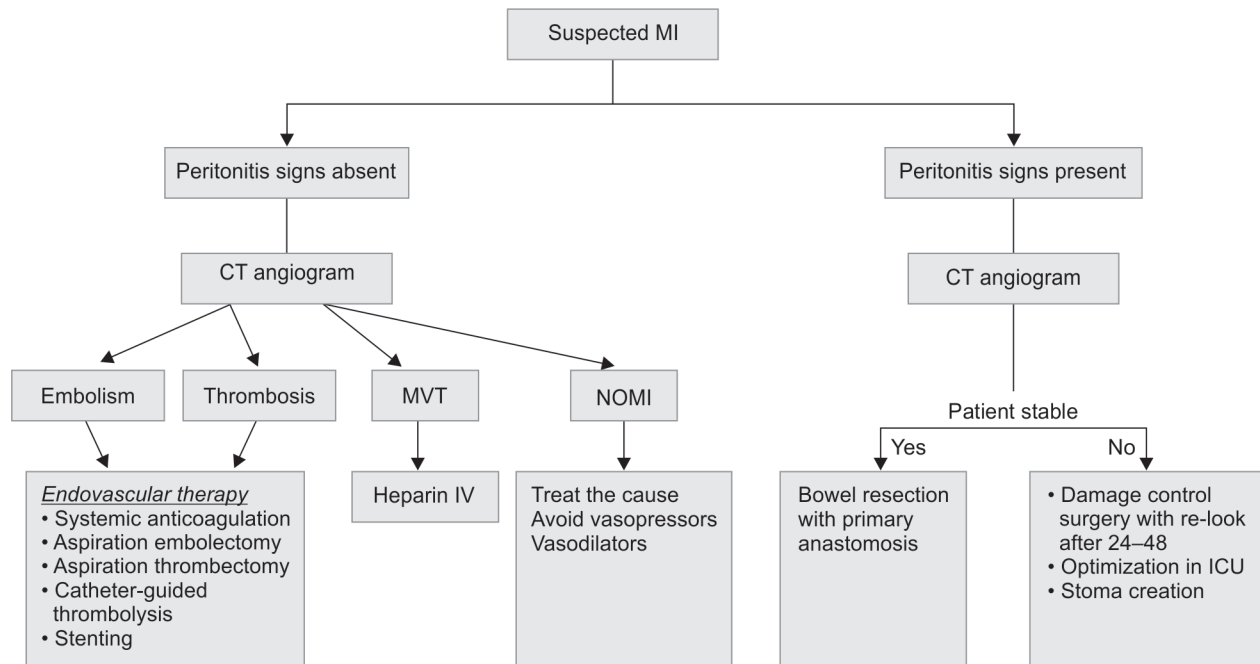 Suspected MI
Peritonitis signs absent
Peritonitis signs present
CT angiogram
CT angiogram
Embolism
Thrombosis
MVT
NOMI
Patient stable
Yes
No
Endovascular therapy
• Systemic anticoagulation
• Aspiration embolectomy
• Aspiration thrombectomy
• Catheter-guided
thrombolysis
• Stenting
Heparin IV
Treat the cause
Avoid vasopressors
Vasodilators
Bowel resection
with primary
anastomosis
• Damage control
surgery with re-look
after 24–48
• Optimization in ICU
• Stoma creation